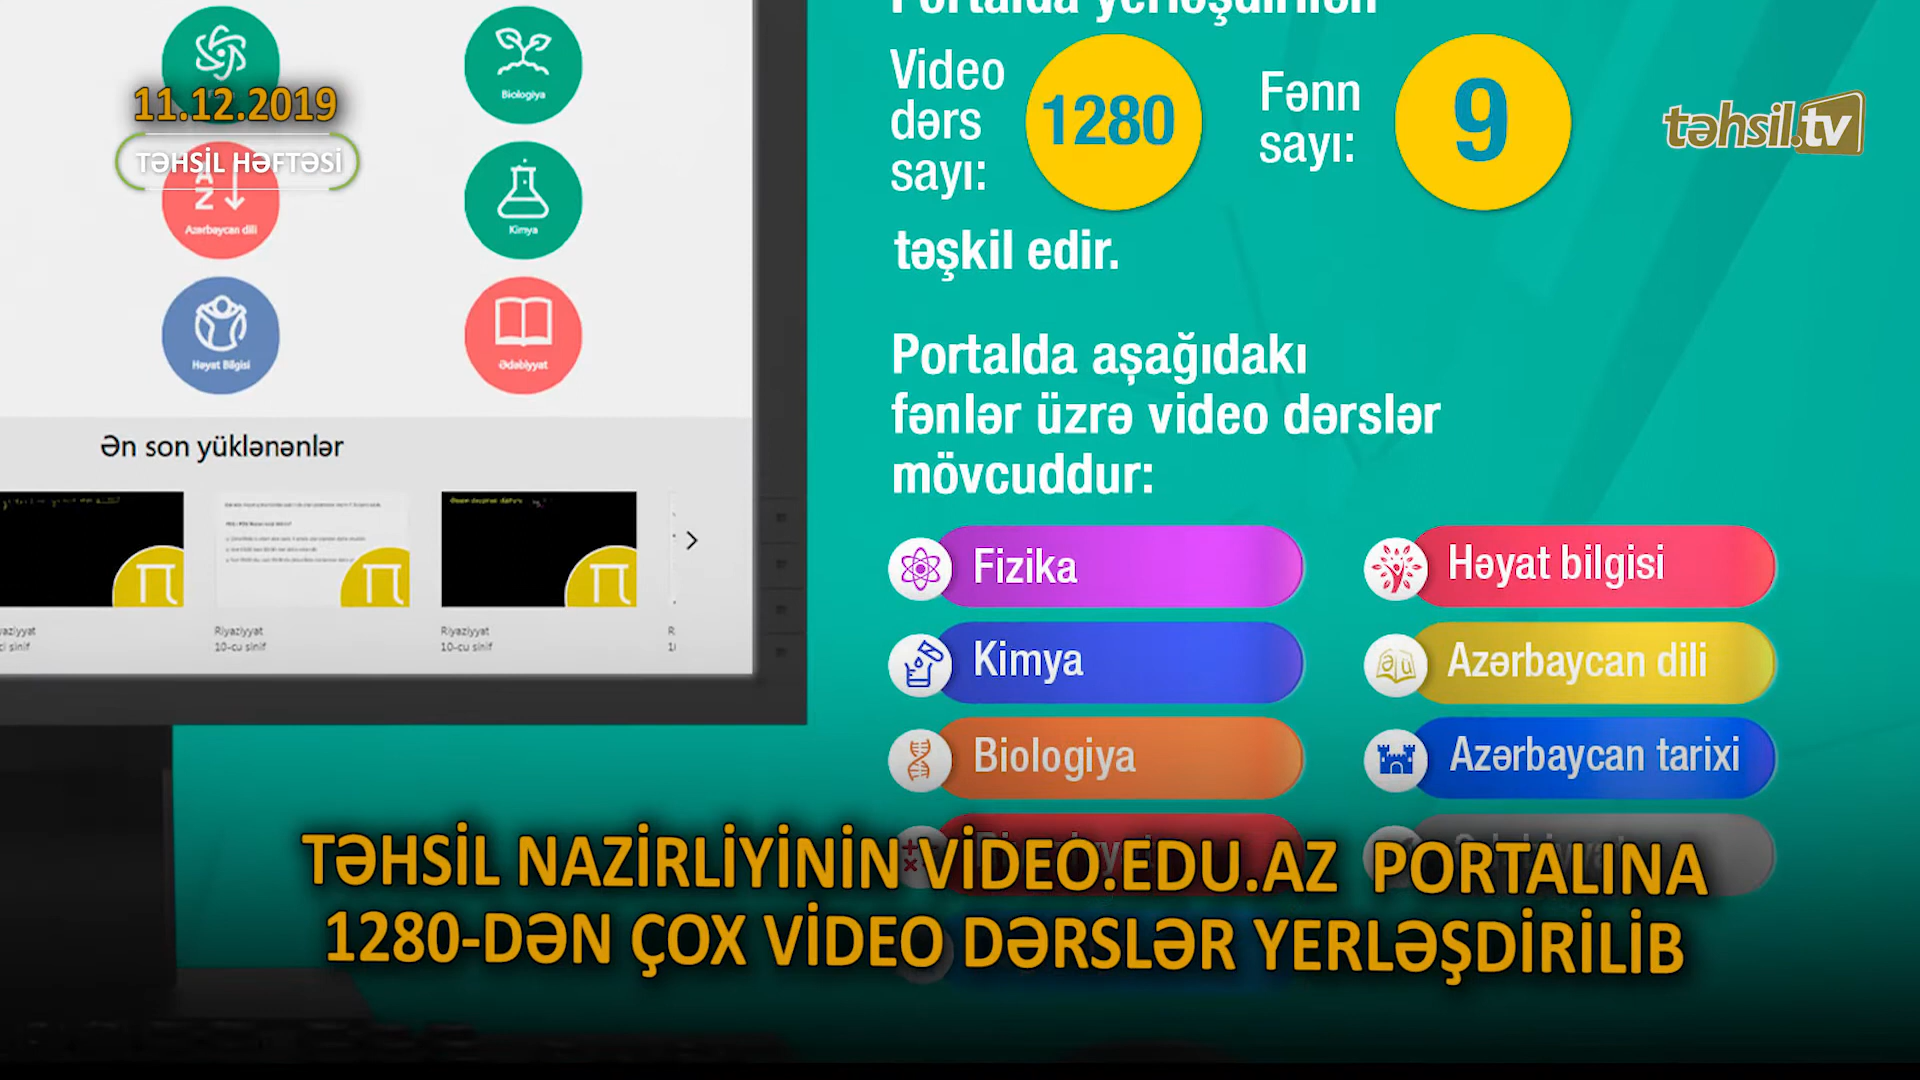 Portalda yerləşdirilən
Video
dərs
sayı:
1280
Fənn
sayı:
9
təşkil edir.
təhsil.tv
11.12.2019
TƏHSİL HƏFTƏSİ
Biologiya
AZ
Azərbaycan dili
Kimya
Həyat Bilgisi
Ədəbiyyat
Ən son yüklənənlər
Riyaziyyat
10-cu sinif
Riyaziyyat
10-cu sinif
Portalda aşağıdakı
fənlər üzrə video dərslər
mövcuddur:
Fizika
Həyat bilgisi
Kimya
Azərbaycan dili
Biologiya
Azərbaycan tarixi
TƏHSİL NAZİRLİYİNİN VİDEO.EDU.AZ PORTALINA
1280-DƏN ÇOX VİDEO DƏRSLƏR YERLƏŞDİRİLİB